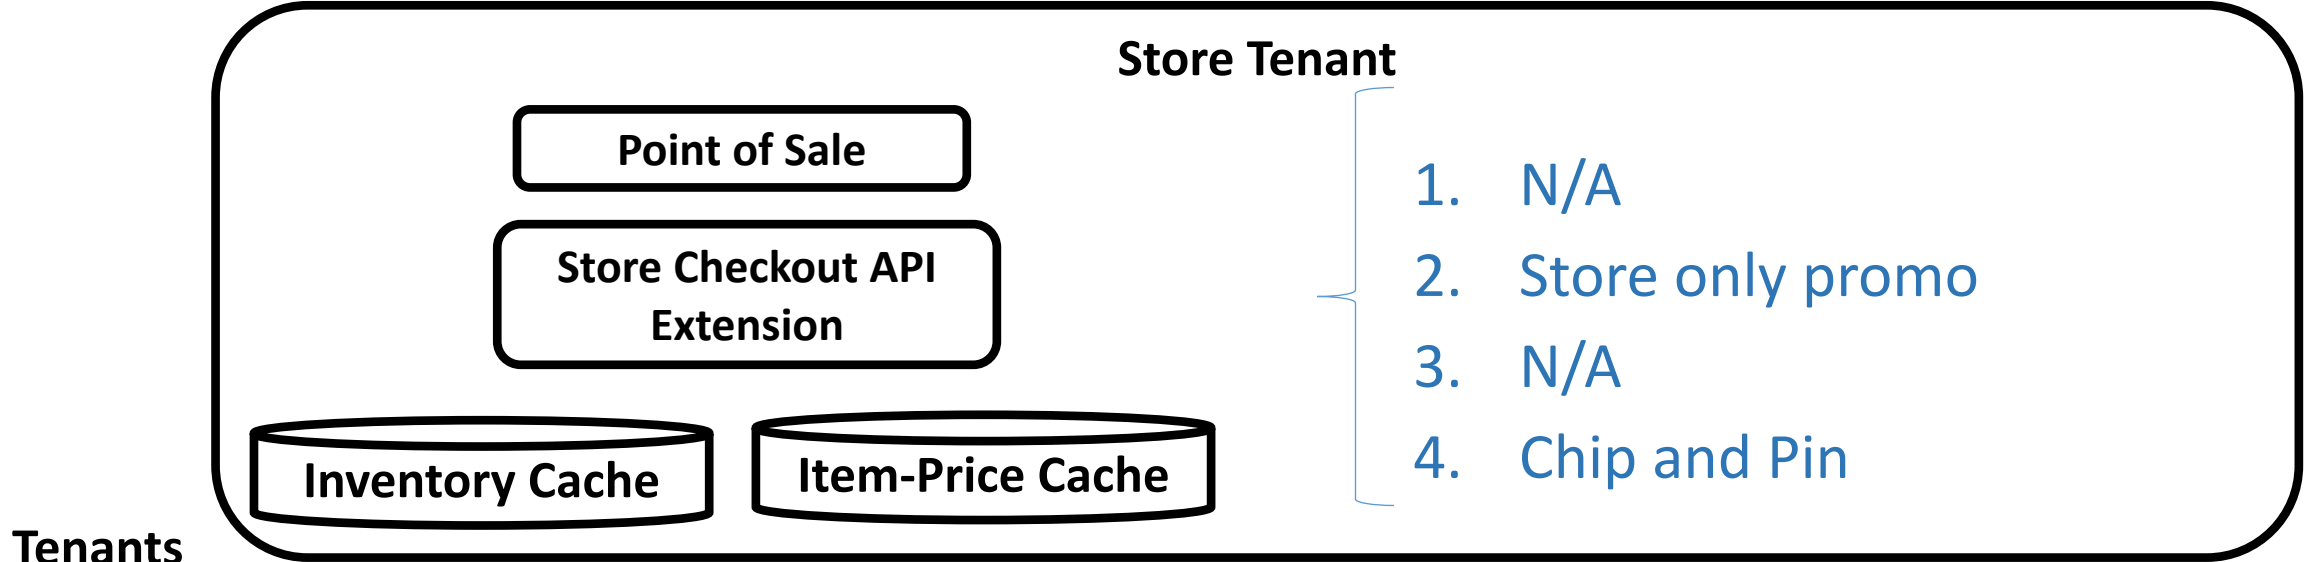 Store Tenant
Point of Sale
Store Checkout API
Extension
Inventory Cache
Item-Price Cache
1. N/A
2. Store only promo
3. N/A
4. Chip and Pin
Tenants